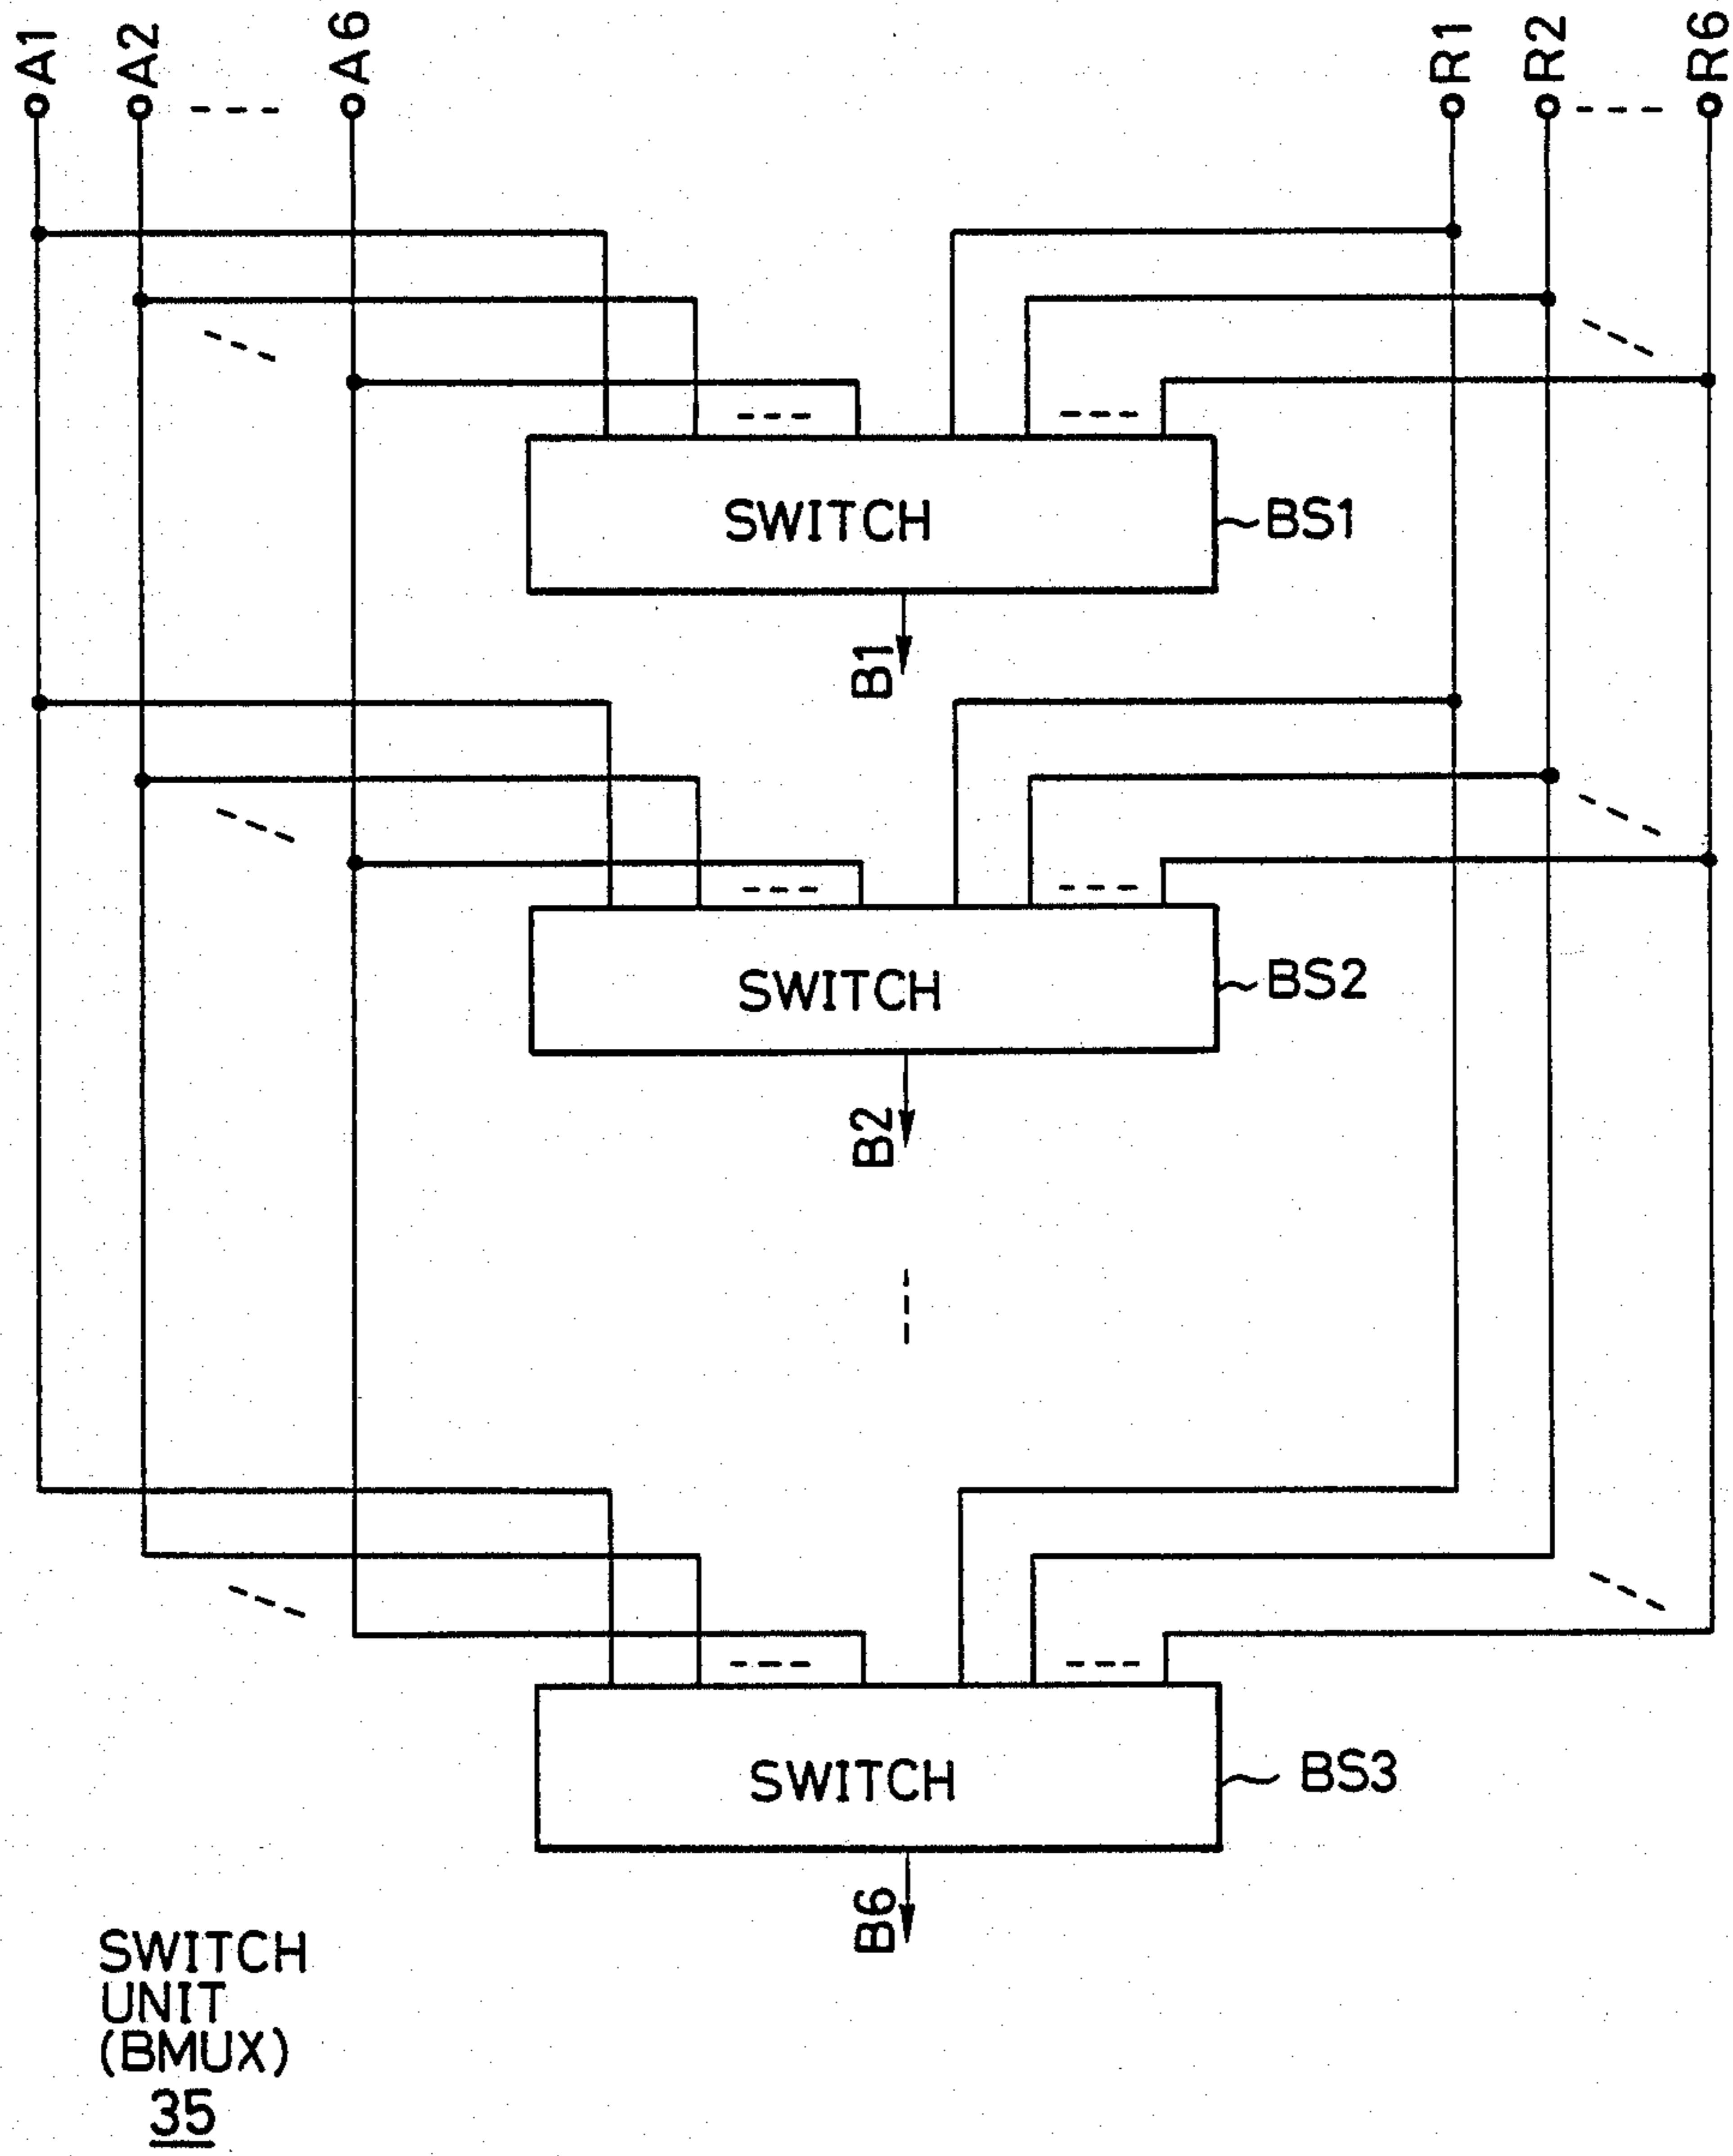 A1
A2
A6
R1
R2
R6
SWITCH
BS1
B1
SWITCH
BS2
B2
SWITCH
BS3
B6
SWITCH
UNIT
(BMUX)
35